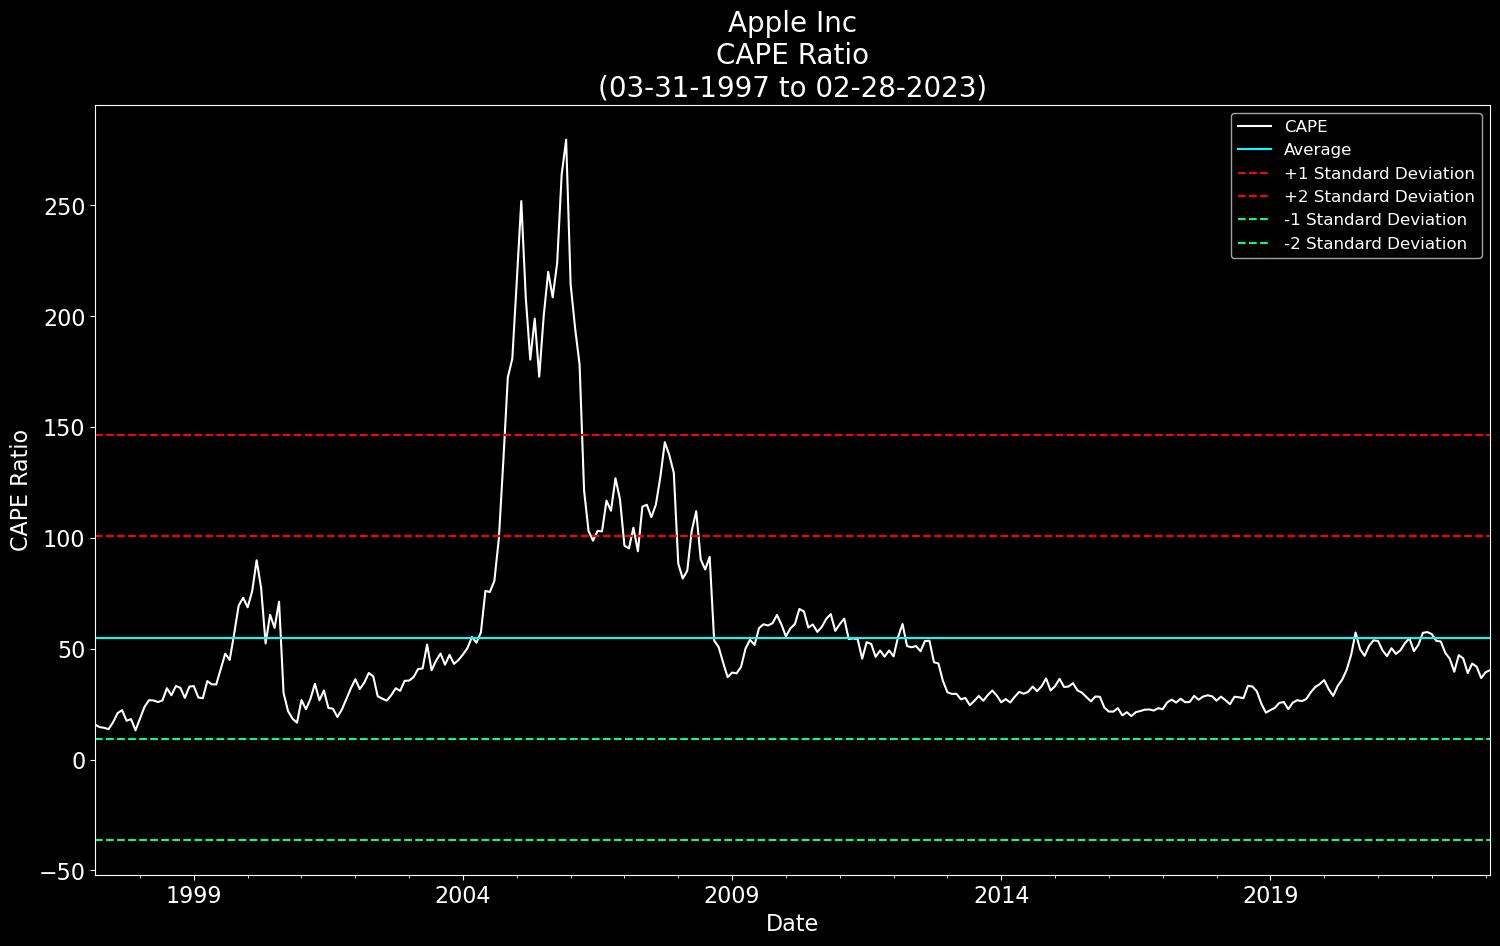 Apple Inc
CAPE Ratio
(03-31-1997 to 02-28-2023)
CAPE
Average
+1 Standard Deviation
+2 Standard Deviation
-1 Standard Deviation
-2 Standard Deviation
CAPE Ratio
250
200
150
100
50
0
−50
1999
2004
2009
2014
2019
Date